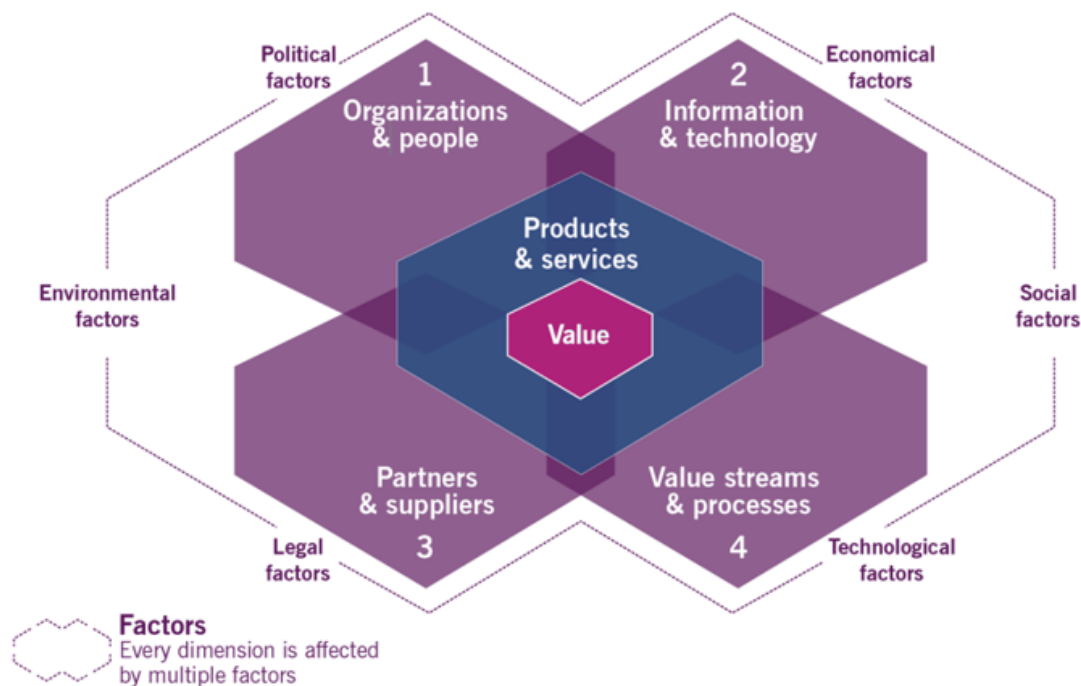 Political
factors
Economical
factors
1
Organizations
& people
2
Information
& technology
Products
& services
Environmental
factors
Value
Social
factors
Partners
& suppliers
3
Value streams
& processes
4
Legal
factors
Technological
factors
Factors
Every dimension is affected
by multiple factors